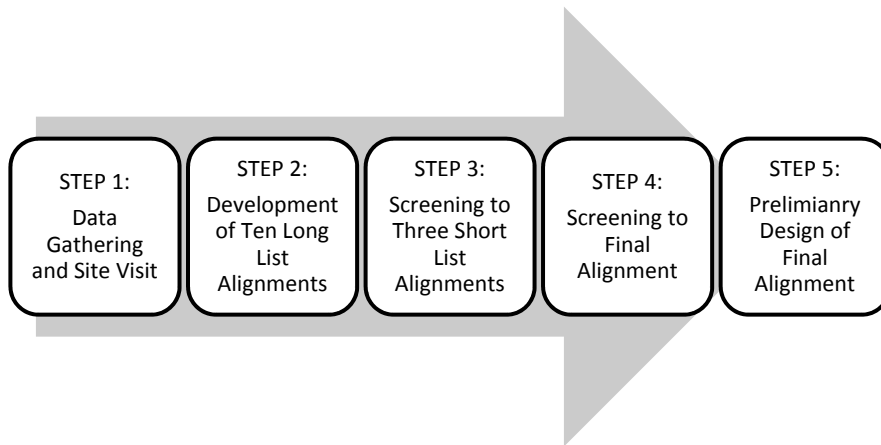 STEP 1:
Data
Gathering
and Site Visit
STEP 2:
Development
of Ten Long
List
Alignments
STEP 3:
Screening to
Three Short
List
Alignments
STEP 4:
Screening to
Final
Alignment
STEP 5:
Prelimianry
Design of
Final
Alignment